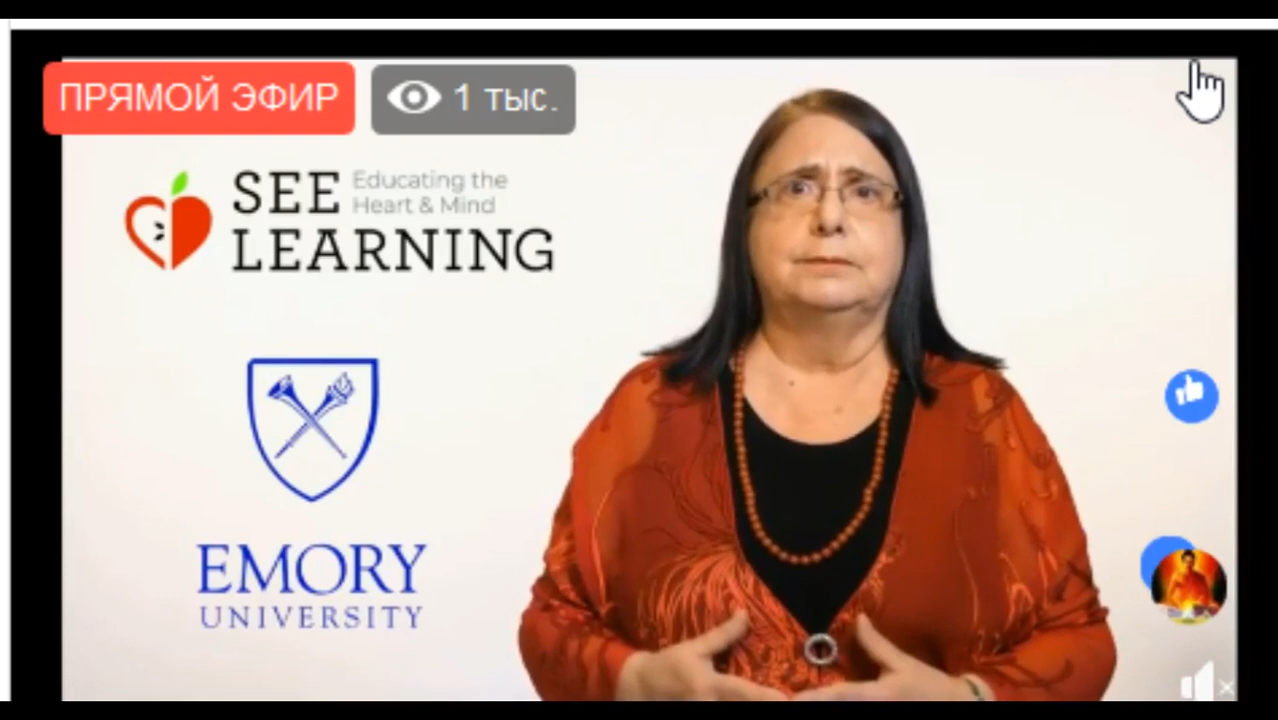 ПРЯМОЙ ЭФИР
1 тыс.
SEE
Educating the
Heart & Mind
LEARNING
EMORY
UNIVERSITY